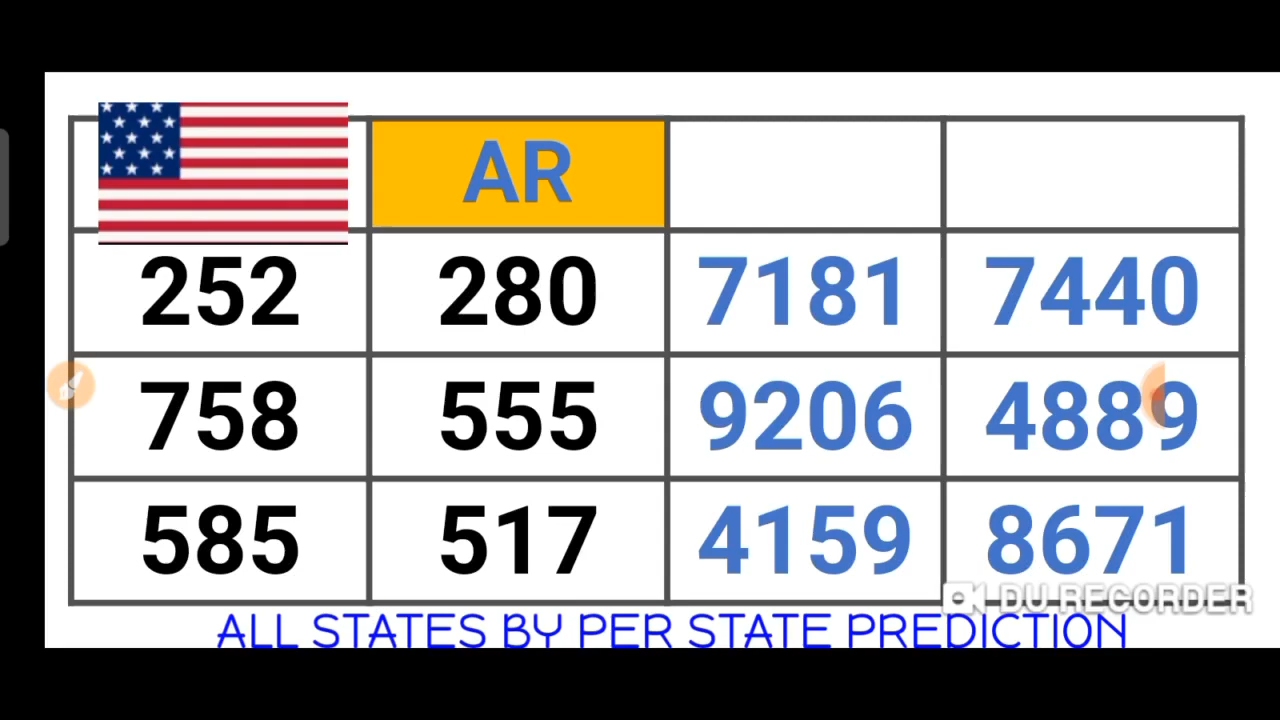 AR
252 280 7181 7440
758 555 9206 4889
585 517 4159 8671
DU RECORDER
ALL STATES BY PER STATE PREDICTION